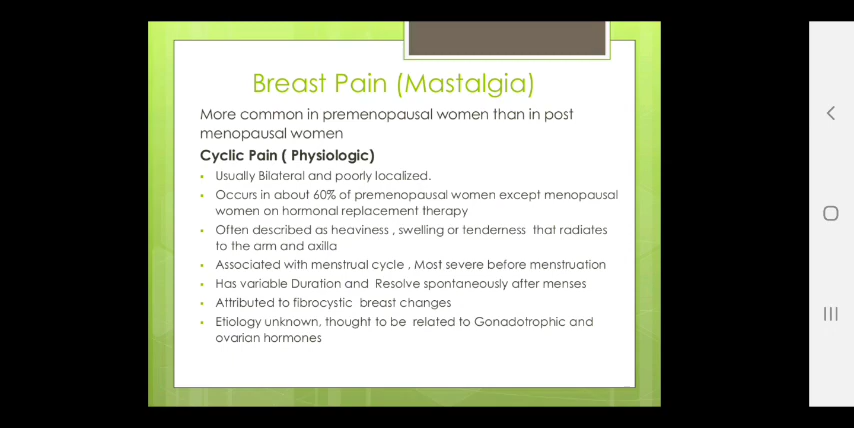 Breast Pain (Mastalgia)
More common in premenopausal women than in post
menopausal women
Cyclic Pain ( Physiologic)
• Usually Bilateral and poorly localized.
• Occurs in about 60% of premenopausal women except menopausal
women on hormonal replacement therapy
• Often described as heaviness , swelling or tenderness that radiates
to the arm and axilla
• Associated with menstrual cycle , Most severe before menstruation
• Has variable Duration and Resolve spontaneously after menses
• Attributed to fibrocystic breast changes
• Etiology unknown, thought to be related to Gonadotrophic and
ovarian hormones